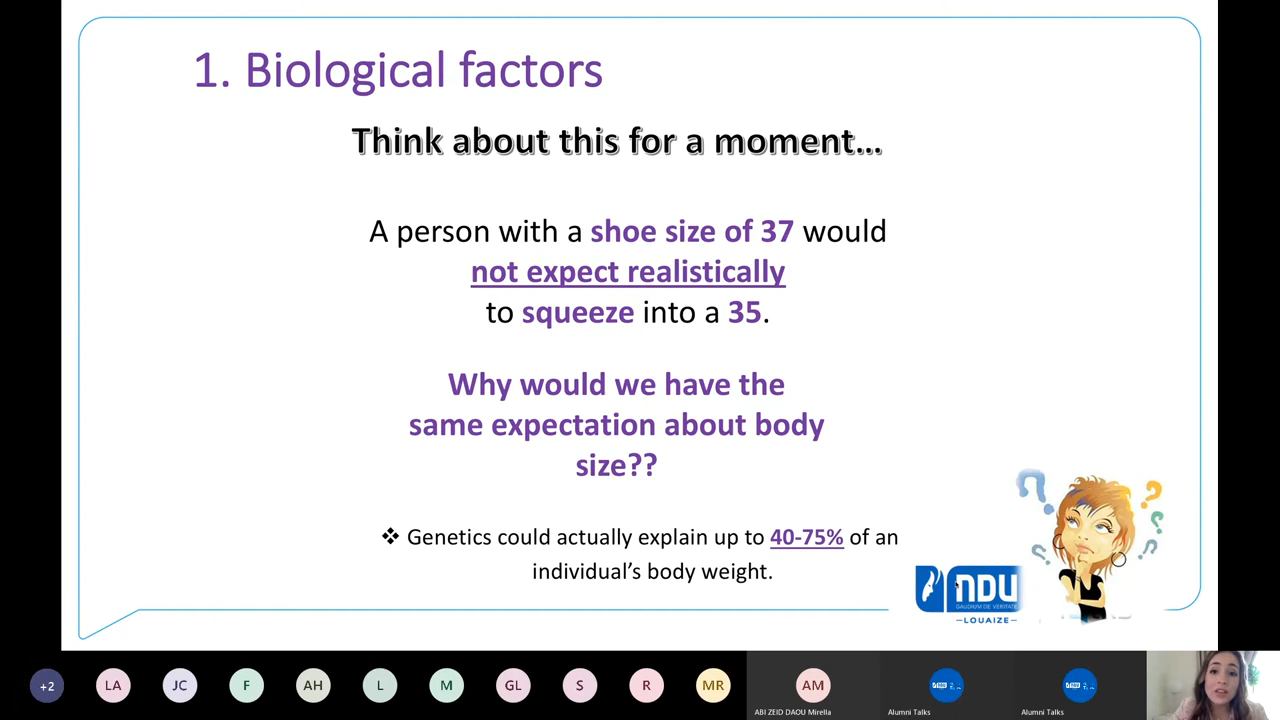 1. Biological factors
Think about this for a moment...
A person with a shoe size of 37 would
not expect realistically
to squeeze into a 35.
Why would we have the
same expectation about body
size??
❖ Genetics could actually explain up to 40-75% of an
individual's body weight.
NDU
GAUDIUM DE VERITATE
–LOUAIZE–
+2
LA
JC
F
AH
L
M
GL
S
R
MR
AM
ABI ZEID DAOU Mirella
Alumni Talks
Alumni Talks